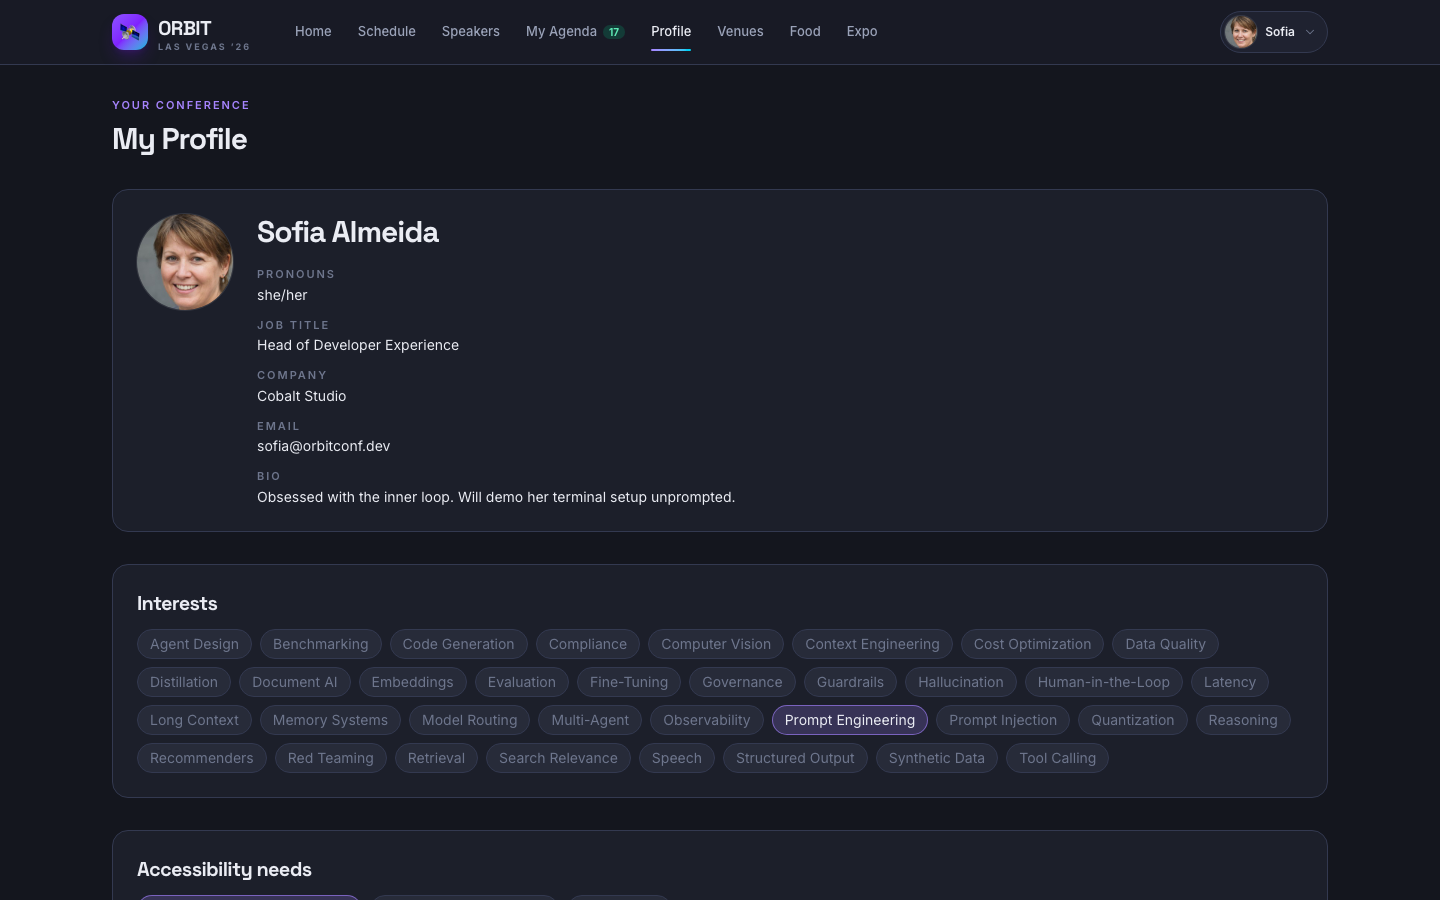 ORBIT
LAS VEGAS '26
Home Schedule Speakers My Agenda 17 Profile Venues Food Expo
Sofia
YOUR CONFERENCE
My Profile
Sofia Almeida
PRONOUNS
she/her
JOB TITLE
Head of Developer Experience
COMPANY
Cobalt Studio
EMAIL
sofia@orbitconf.dev
BIO
Obsessed with the inner loop. Will demo her terminal setup unprompted.
Interests
Agent Design Benchmarking Code Generation Compliance Computer Vision Context Engineering Cost Optimization Data Quality
Distillation Document AI Embeddings Evaluation Fine-Tuning Governance Guardrails Hallucination Human-in-the-Loop Latency
Long Context Memory Systems Model Routing Multi-Agent Observability Prompt Engineering Prompt Injection Quantization Reasoning
Recommenders Red Teaming Retrieval Search Relevance Speech Structured Output Synthetic Data Tool Calling
Accessibility needs